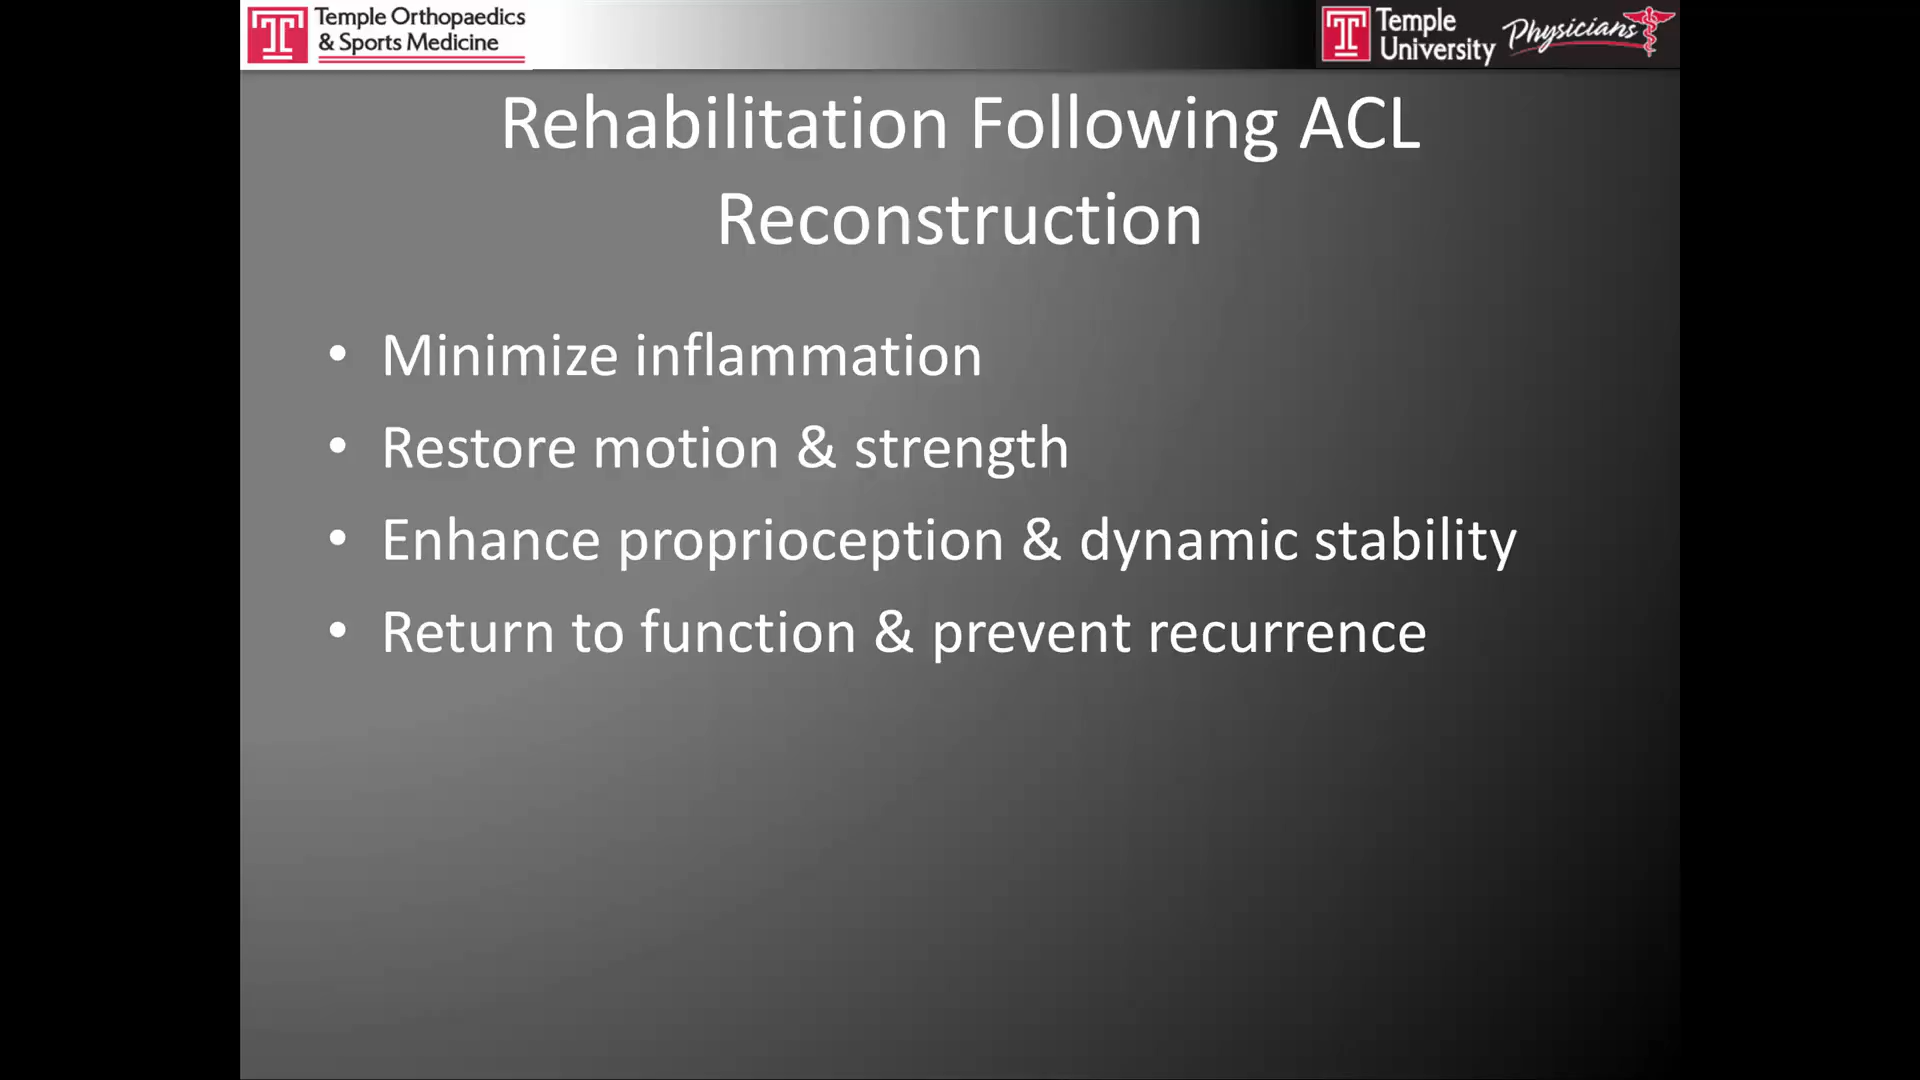 Temple Orthopaedics
& Sports Medicine
Temple
University
Physicians
Rehabilitation Following ACL
Reconstruction
• Minimize inflammation
• Restore motion & strength
• Enhance proprioception & dynamic stability
• Return to function & prevent recurrence